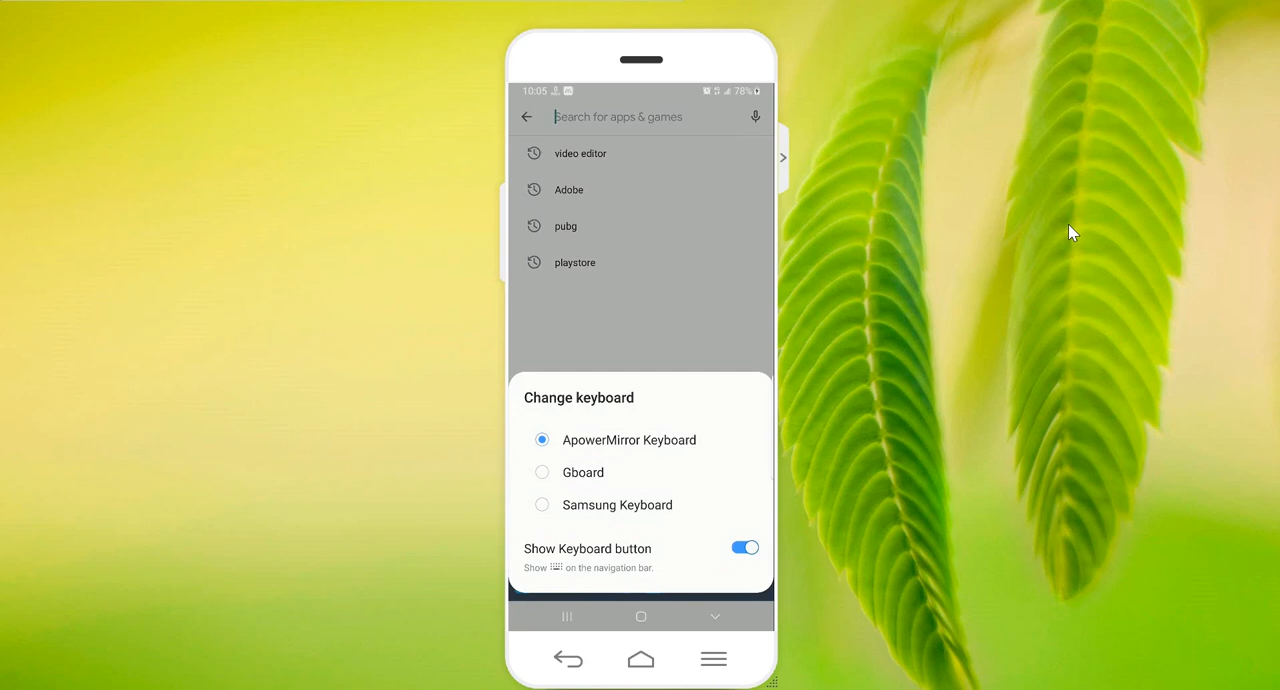 10:05 78%
Search for apps & games
video editor
Adobe
pubg
playstore
Change keyboard
ApowerMirror Keyboard
Gboard
Samsung Keyboard
Show Keyboard button
Show on the navigation bar.